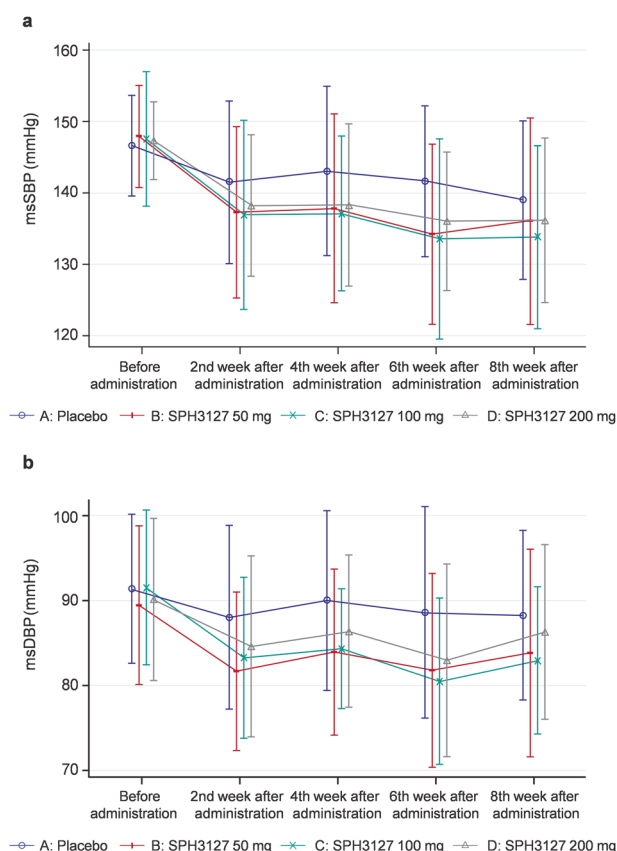 a
160
150
140
130
120
msSBP (mmHg)
Before administration
2nd week after administration
4th week after administration
6th week after administration
8th week after administration
A: Placebo
B: SPH3127 50 mg
C: SPH3127 100 mg
D: SPH3127 200 mg
b
100
90
80
70
msDBP (mmHg)
Before administration
2nd week after administration
4th week after administration
6th week after administration
8th week after administration
A: Placebo
B: SPH3127 50 mg
C: SPH3127 100 mg
D: SPH3127 200 mg